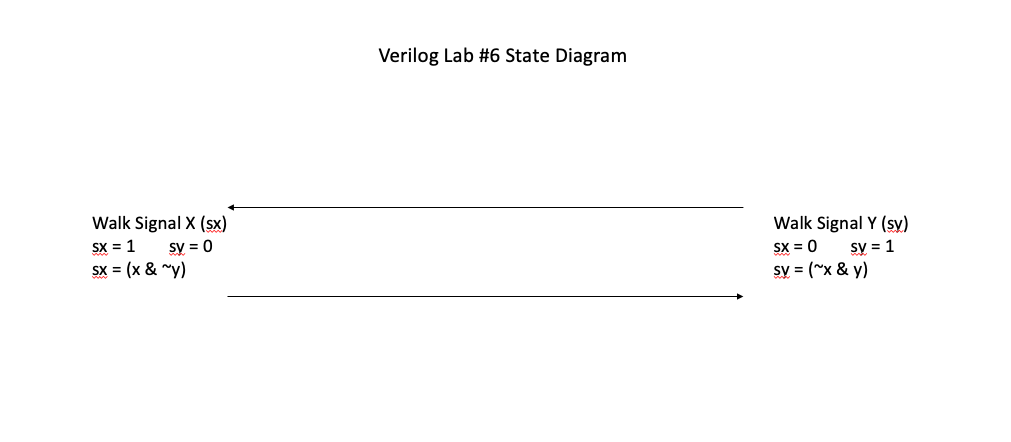 Verilog Lab #6 State Diagram
Walk Signal X (sx)
sx = 1 sy = 0
sx = (x & ~y)
Walk Signal Y (sy)
sx = 0 sy = 1
sy = (~x & y)